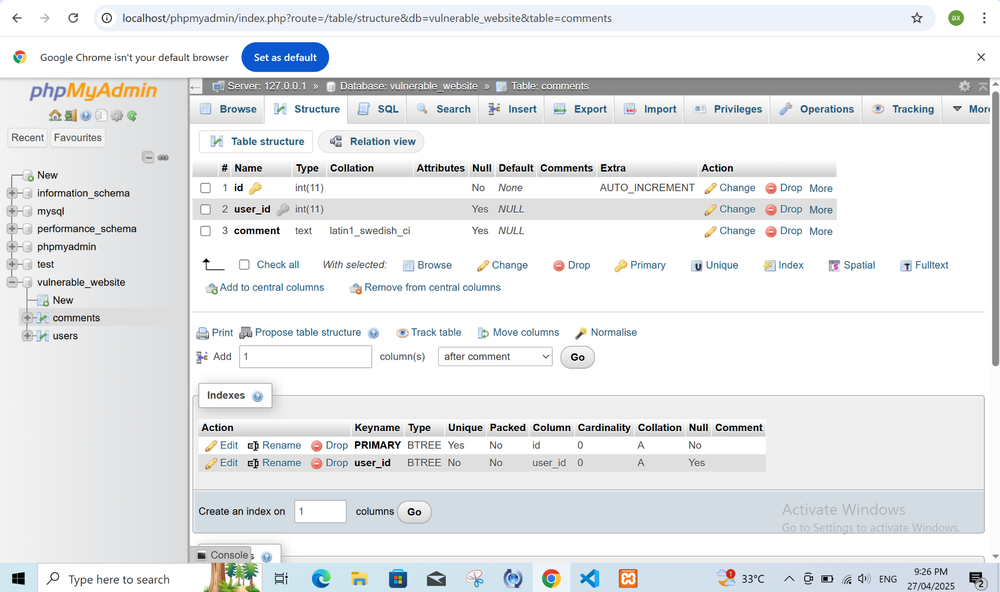 localhost/phpmyadmin/index.php?route=/table/structure&db=vulnerable_website&table=comments
ax
Google Chrome isn't your default browser
Set as default
phpMyAdmin
Recent
Favourites
New
information_schema
mysql
performance_schema
phpmyadmin
test
vulnerable_website
New
comments
users
Server: 127.0.0.1 » Database: vulnerable_website » Table: comments
Browse Structure SQL Search Insert Export Import Privileges Operations Tracking More
Table structure Relation view
# Name Type Collation Attributes Null Default Comments Extra Action
1 id int(11) No None AUTO_INCREMENT Change Drop More
2 user_id int(11) Yes NULL Change Drop More
3 comment text latin1_swedish_ci Yes NULL Change Drop More
Check all With selected: Browse Change Drop Primary Unique Index Spatial Fulltext
Add to central columns Remove from central columns
Print Propose table structure Track table Move columns Normalise
Add 1 column(s) after comment Go
Indexes
Action Keyname Type Unique Packed Column Cardinality Collation Null Comment
Edit Rename Drop PRIMARY BTREE Yes No id 0 A No
Edit Rename Drop user_id BTREE No No user_id 0 A Yes
Create an index on 1 columns Go
Activate Windows
Go to Settings to activate Windows.
Console
Type here to search
1
33°C
ENG
9:26 PM
27/04/2025
2